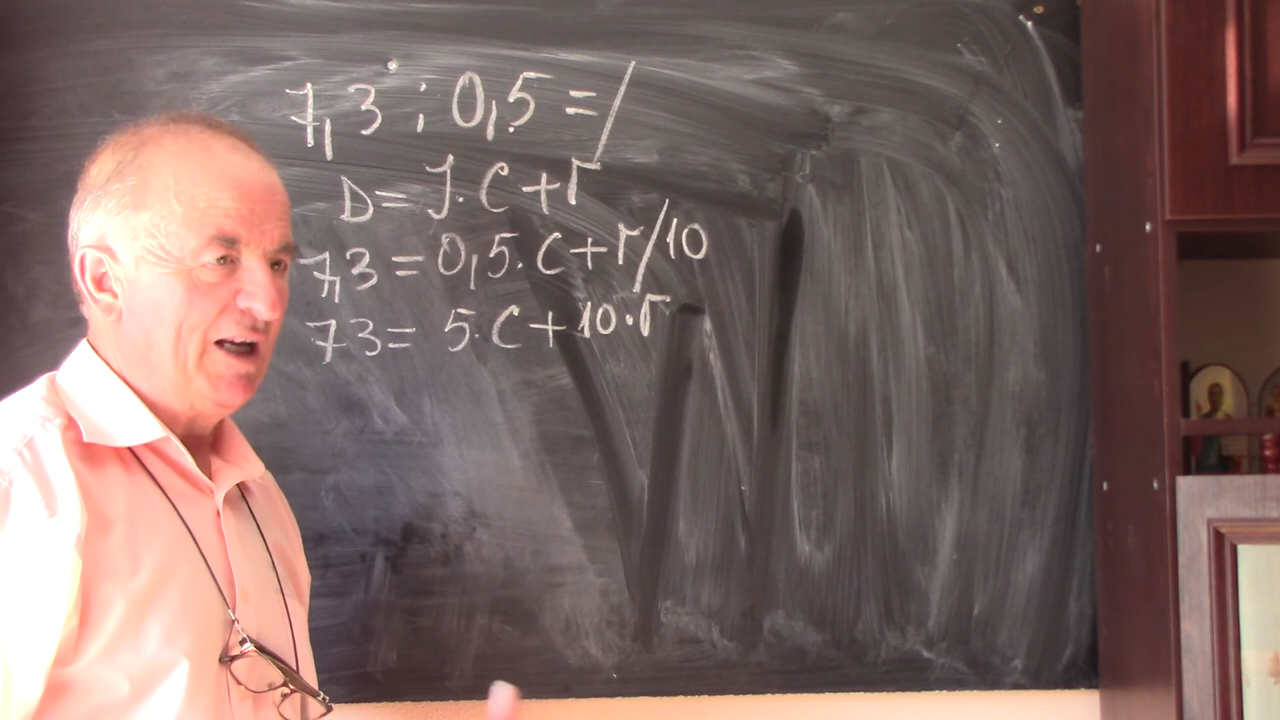 7,3 : 0,5 = /
D = J·C + r
7,3 = 0,5·C + r /10
73 = 5·C + 10·r